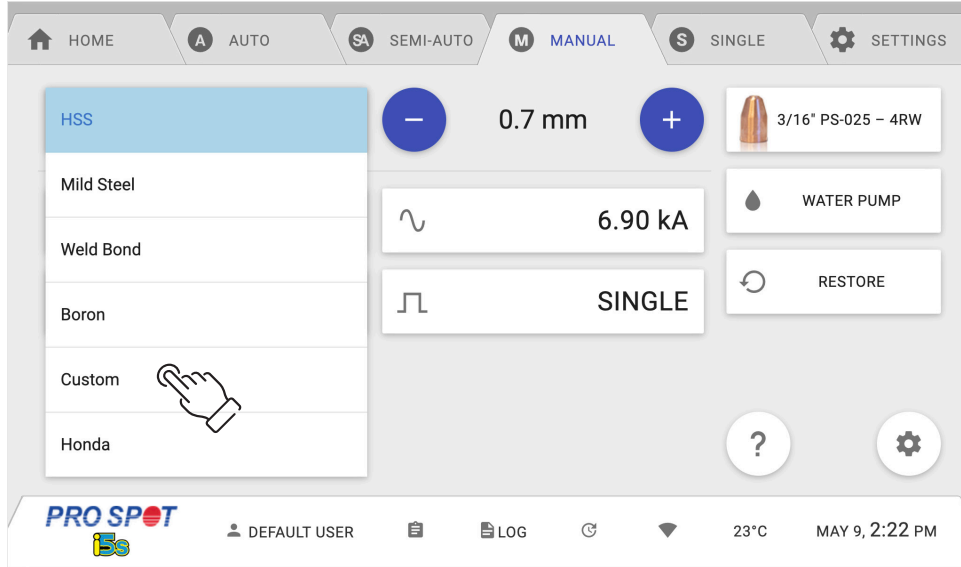 HOME
A AUTO
SA SEMI-AUTO
M MANUAL
S SINGLE
SETTINGS
HSS
Mild Steel
Weld Bond
Boron
Custom
Honda
− 0.7 mm +
6.90 kA
SINGLE
3/16" PS-025 – 4RW
WATER PUMP
RESTORE
?
PRO SPOT
i5s
DEFAULT USER
LOG
23°C
MAY 9, 2:22 PM